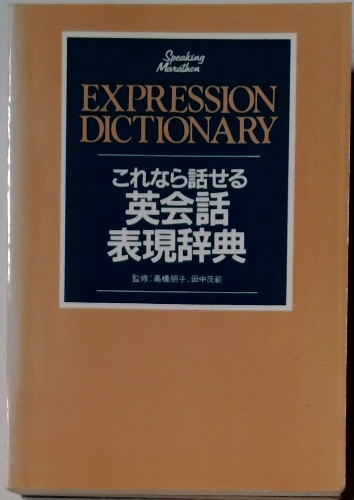 Speaking
Marathon
EXPRESSION
DICTIONARY
これなら話せる
英会話
表現辞典
監修：高橋朋子、田中茂範